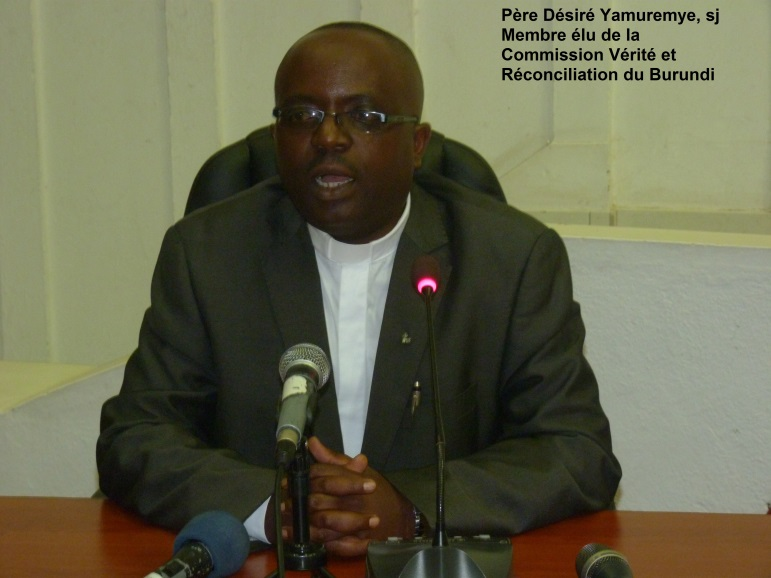 Père Désiré Yamuremye, sj
Membre élu de la
Commission Vérité et
Réconciliation du Burundi